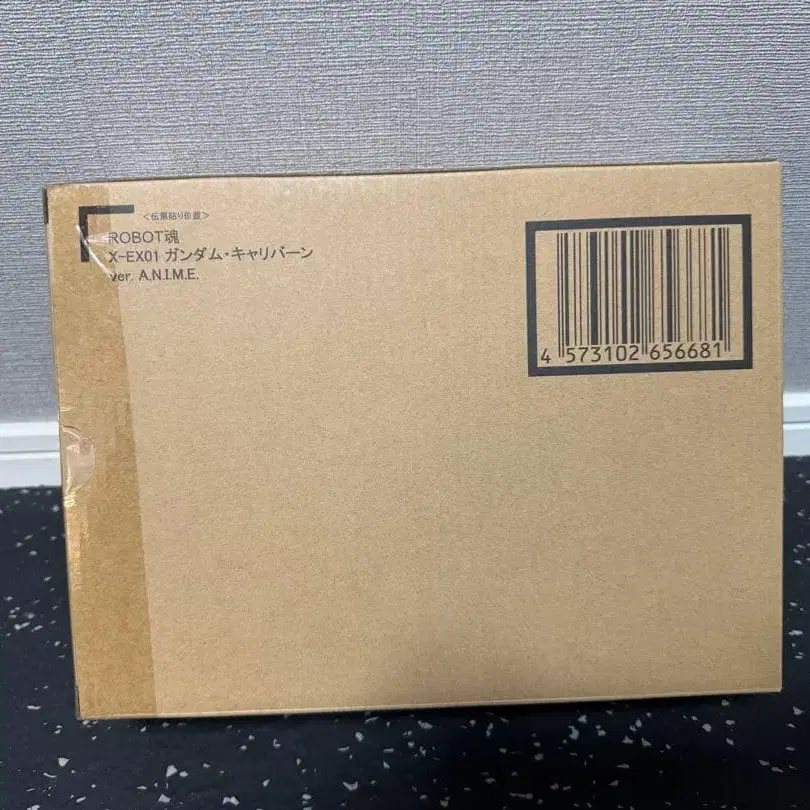 <伝票貼り位置>
ROBOT魂
X-EX01 ガンダム・キャリバーン
ver. A.N.I.M.E.
4 573102 656681